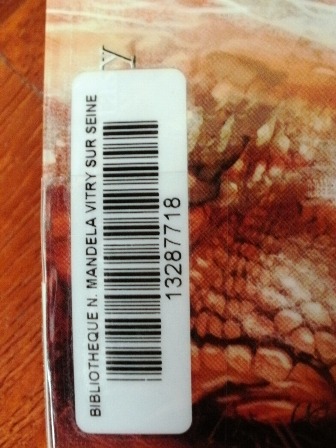 BIBLIOTHEQUE N. MANDELA VITRY SUR SEINE
13287718